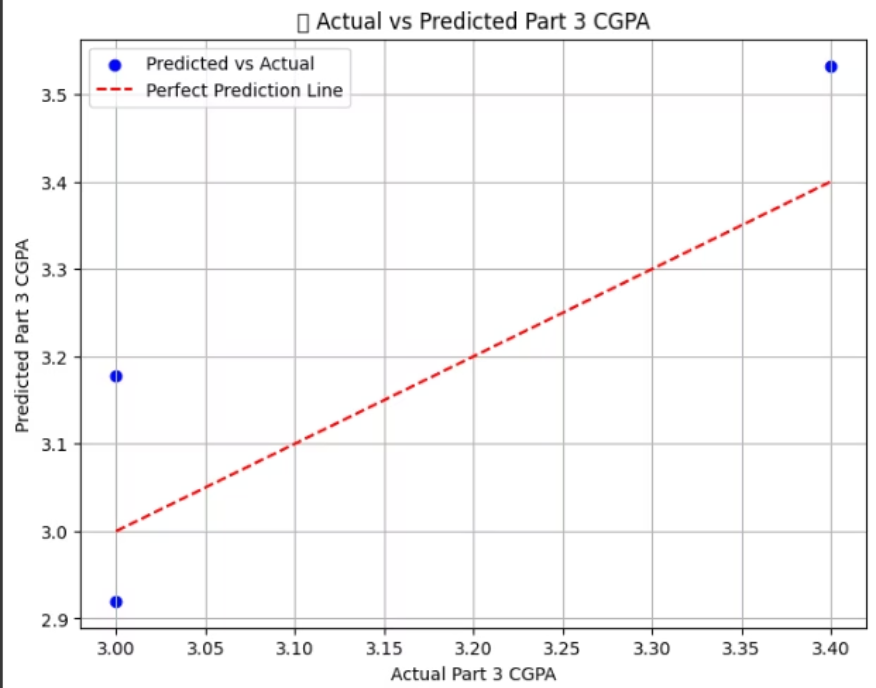 ▯ Actual vs Predicted Part 3 CGPA
Predicted vs Actual
Perfect Prediction Line
3.5
3.4
3.3
3.2
3.1
3.0
2.9
Predicted Part 3 CGPA
3.00 3.05 3.10 3.15 3.20 3.25 3.30 3.35 3.40
Actual Part 3 CGPA